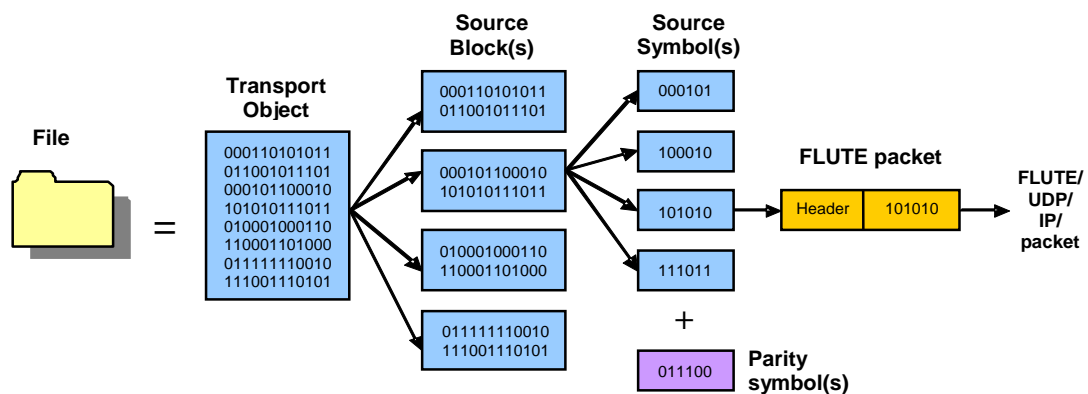 File
=
Transport
Object
000110101011
011001011101
000101100010
101010111011
010001000110
110001101000
011111110010
111001110101
Source
Block(s)
000110101011
011001011101
000101100010
101010111011
010001000110
110001101000
011111110010
111001110101
Source
Symbol(s)
000101
100010
101010
111011
+
011100
Parity
symbol(s)
FLUTE packet
Header
101010
FLUTE/
UDP/
IP/
packet